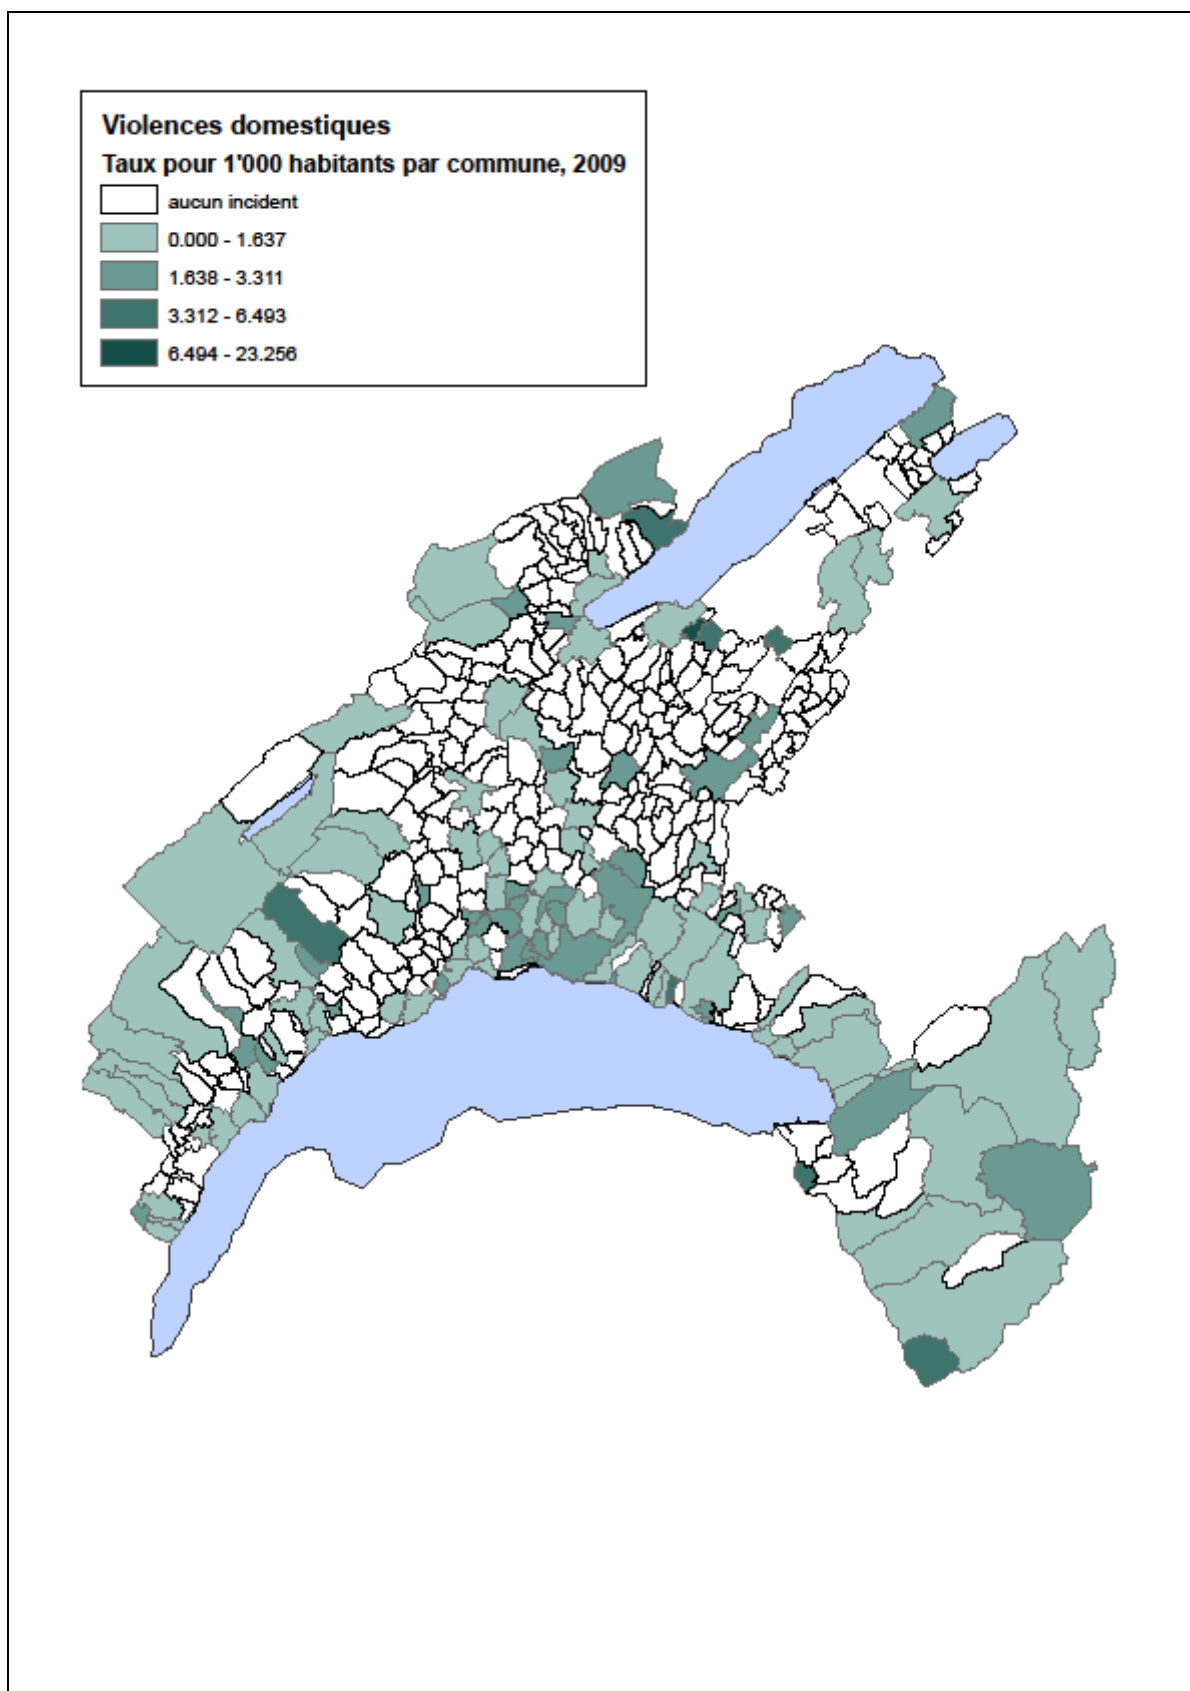 Violences domestiques
Taux pour 1'000 habitants par commune, 2009
aucun incident
0.000 - 1.637
1.638 - 3.311
3.312 - 6.493
6.494 - 23.256